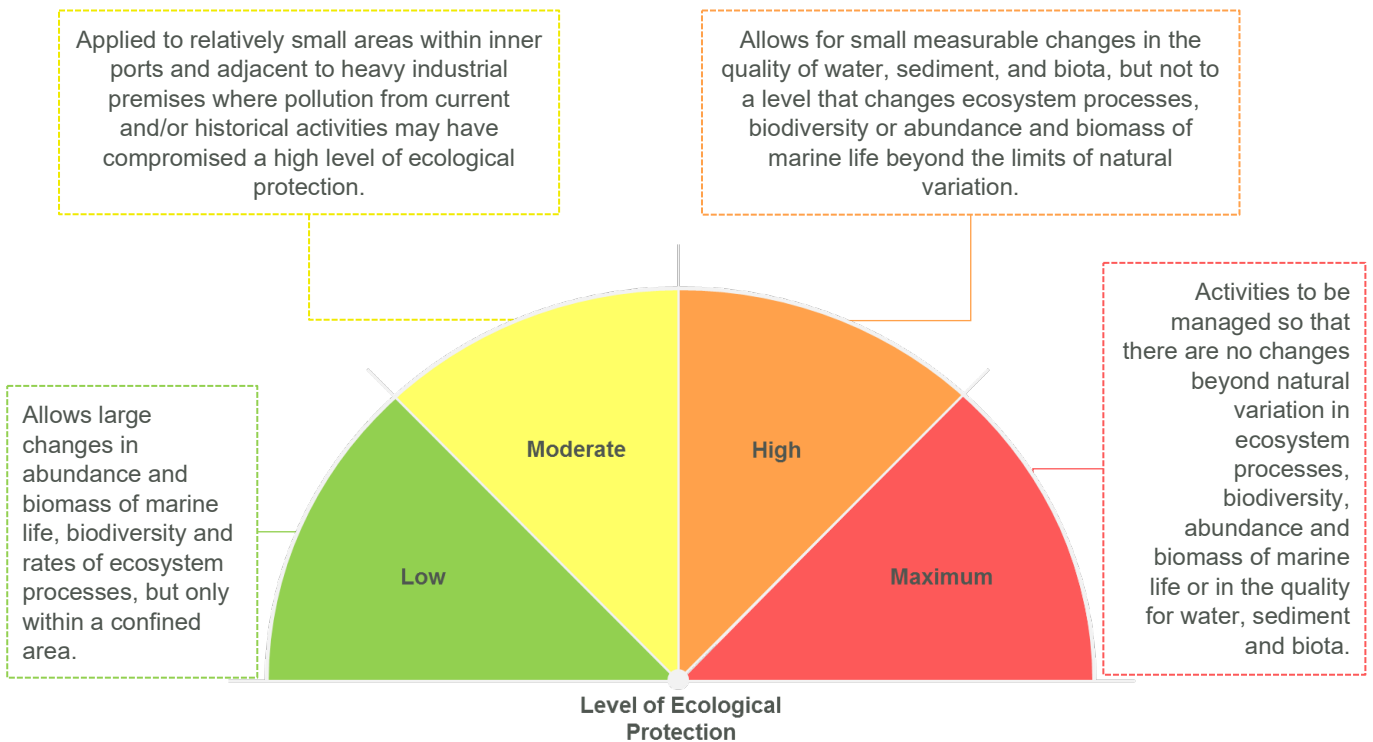 Applied to relatively small areas within inner
ports and adjacent to heavy industrial
premises where pollution from current
and/or historical activities may have
compromised a high level of ecological
protection.
Allows for small measurable changes in the
quality of water, sediment, and biota, but not to
a level that changes ecosystem processes,
biodiversity or abundance and biomass of
marine life beyond the limits of natural
variation.
Allows large
changes in
abundance and
biomass of marine
life, biodiversity and
rates of ecosystem
processes, but only
within a confined
area.
Activities to be
managed so that
there are no changes
beyond natural
variation in
ecosystem
processes,
biodiversity,
abundance and
biomass of marine
life or in the quality
for water, sediment
and biota.
Low
Moderate
High
Maximum
Level of Ecological
Protection